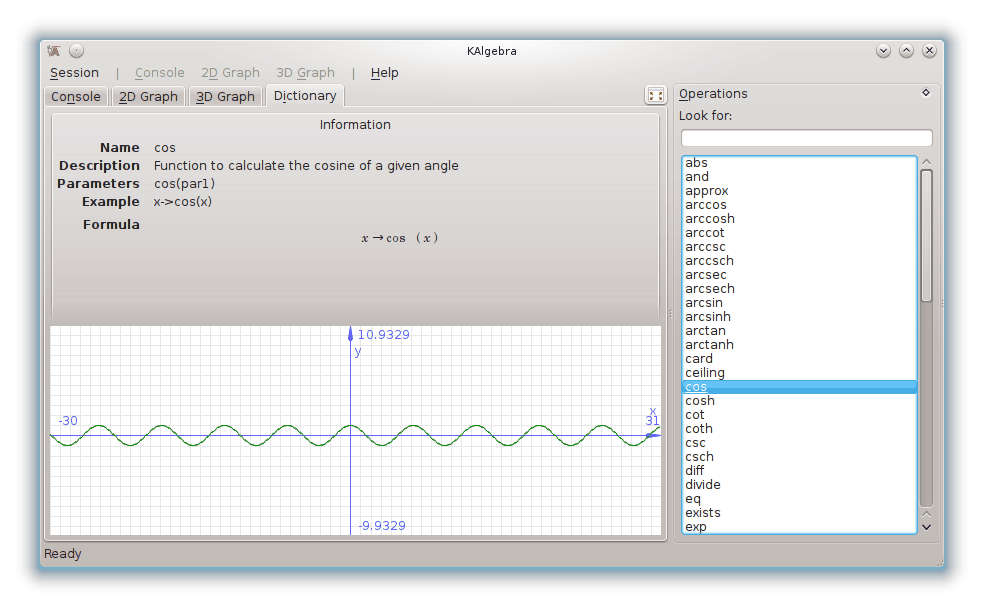 KAlgebra
Session | Console 2D Graph 3D Graph | Help
Console 2D Graph 3D Graph Dictionary
Information
Name cos
Description Function to calculate the cosine of a given angle
Parameters cos(par1)
Example x->cos(x)
Formula
x → cos (x)
10.9329
y
-30
x
31
-9.9329
Operations
Look for:
abs
and
approx
arccos
arccosh
arccot
arccsc
arccsch
arcsec
arcsech
arcsin
arcsinh
arctan
arctanh
card
ceiling
cos
cosh
cot
coth
csc
csch
diff
divide
eq
exists
exp
Ready